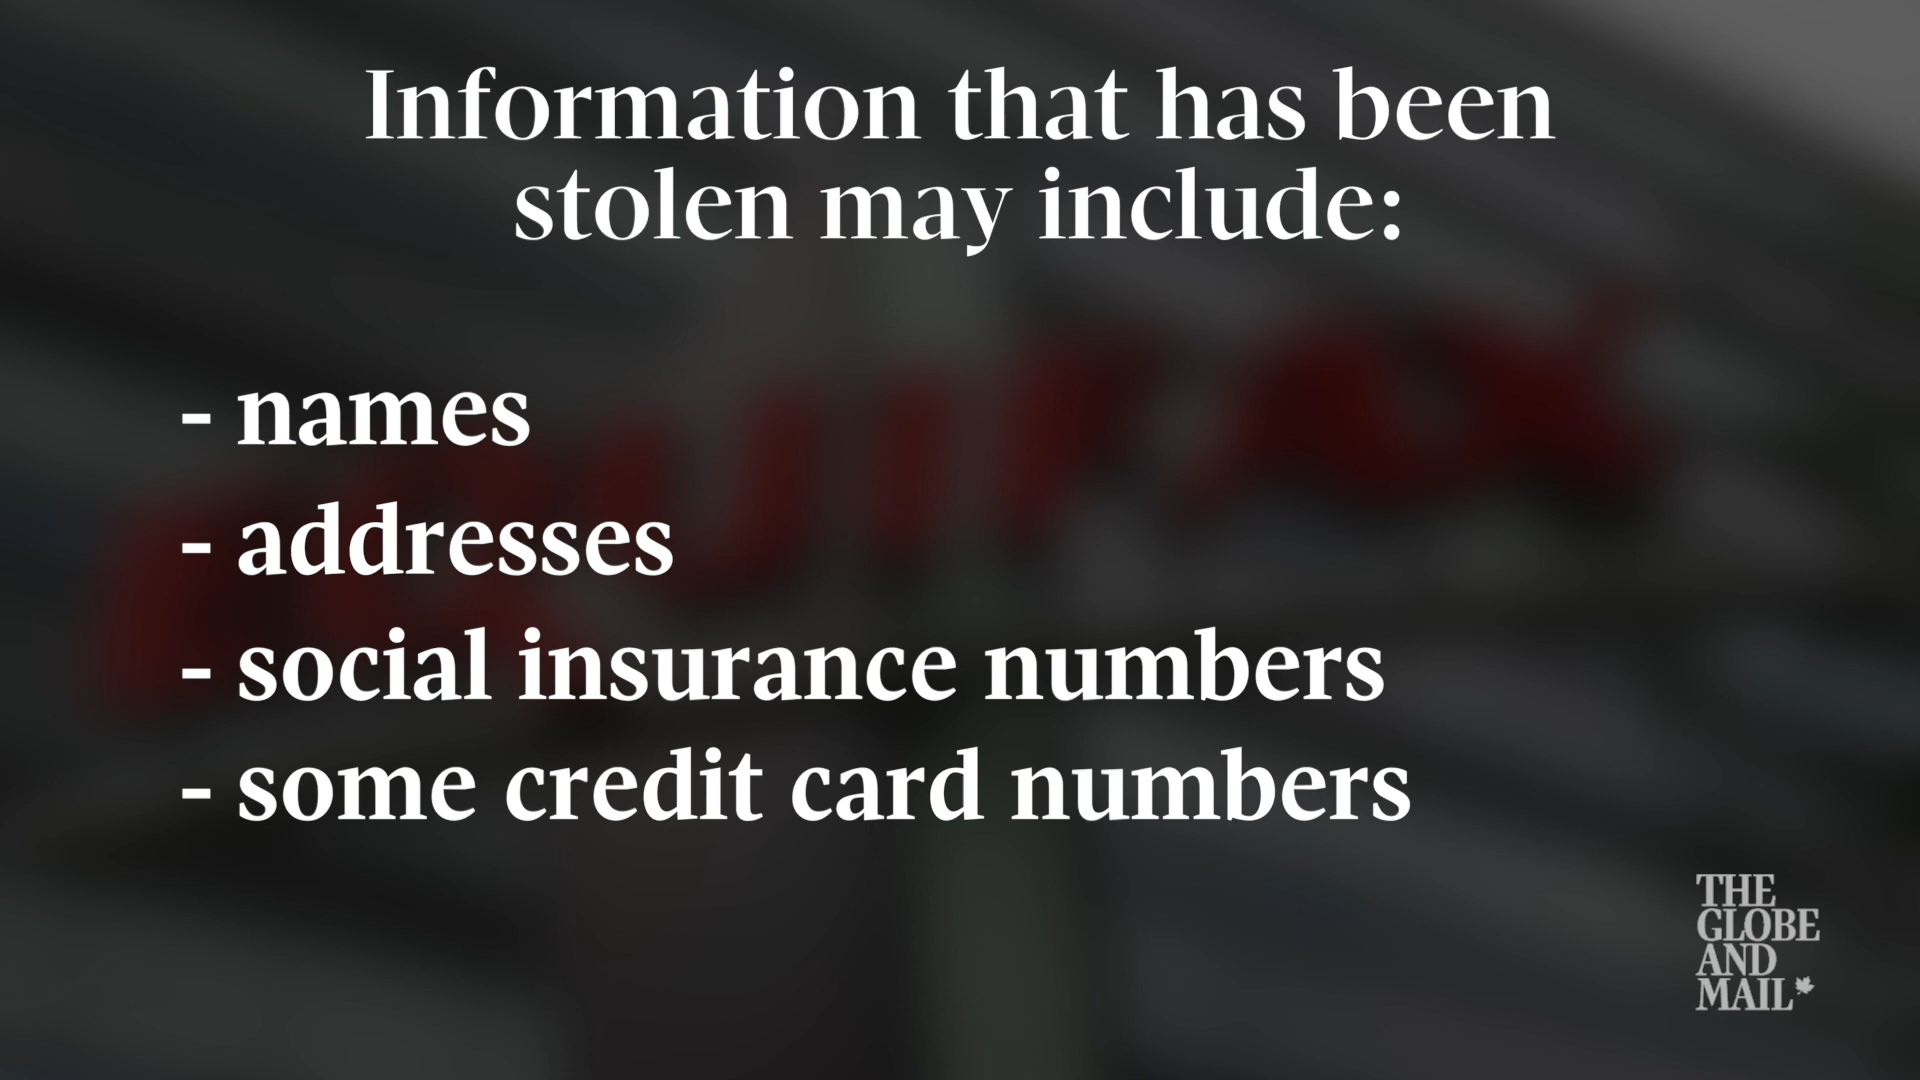 Information that has been
stolen may include:
- names
- addresses
- social insurance numbers
- some credit card numbers
EQUIFAX
THE
GLOBE
AND
MAIL